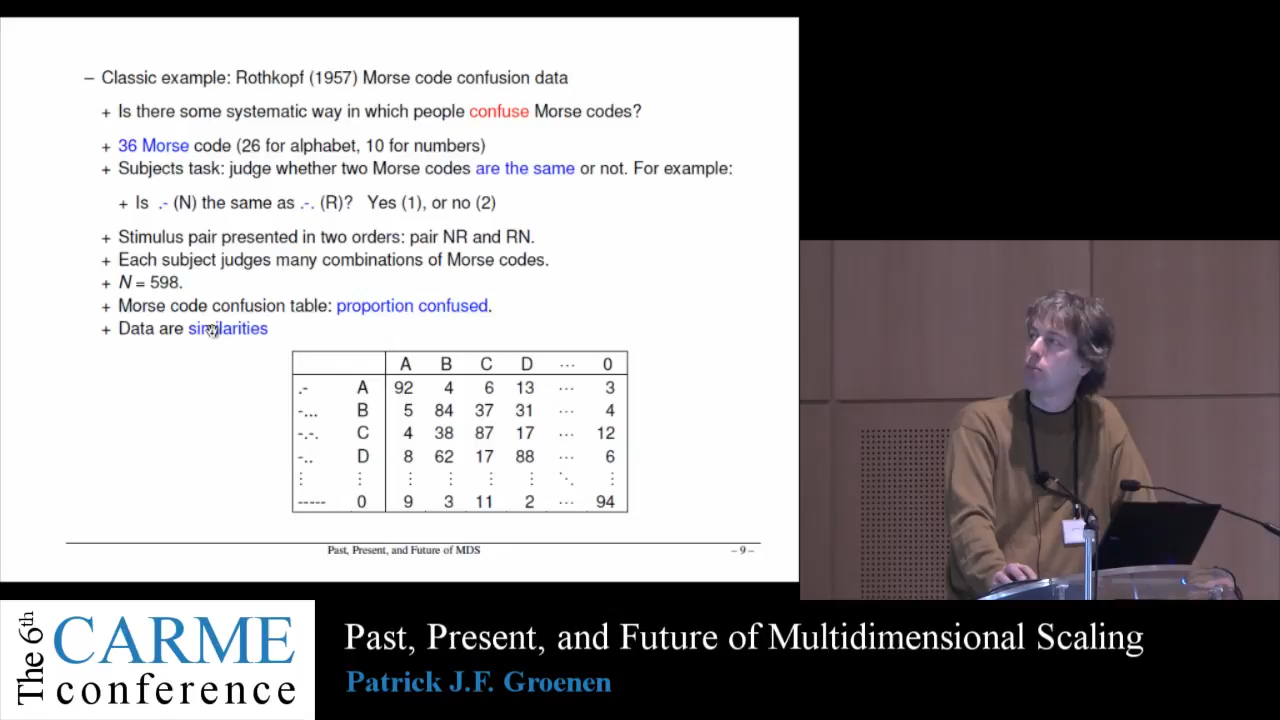 – Classic example: Rothkopf (1957) Morse code confusion data
+ Is there some systematic way in which people confuse Morse codes?
+ 36 Morse code (26 for alphabet, 10 for numbers)
+ Subjects task: judge whether two Morse codes are the same or not. For example:
+ Is .- (N) the same as .-. (R)? Yes (1), or no (2)
+ Stimulus pair presented in two orders: pair NR and RN.
+ Each subject judges many combinations of Morse codes.
+ N = 598.
+ Morse code confusion table: proportion confused.
+ Data are similarities
A B C D ⋯ 0
.- A 92 4 6 13 ⋯ 3
-... B 5 84 37 31 ⋯ 4
-.-. C 4 38 87 17 ⋯ 12
-.. D 8 62 17 88 ⋯ 6
⋮ ⋮ ⋮ ⋮ ⋮ ⋮ ⋱ ⋮
----- 0 9 3 11 2 ⋯ 94
Past, Present, and Future of MDS – 9 –
The 6th CARME conference
Past, Present, and Future of Multidimensional Scaling
Patrick J.F. Groenen